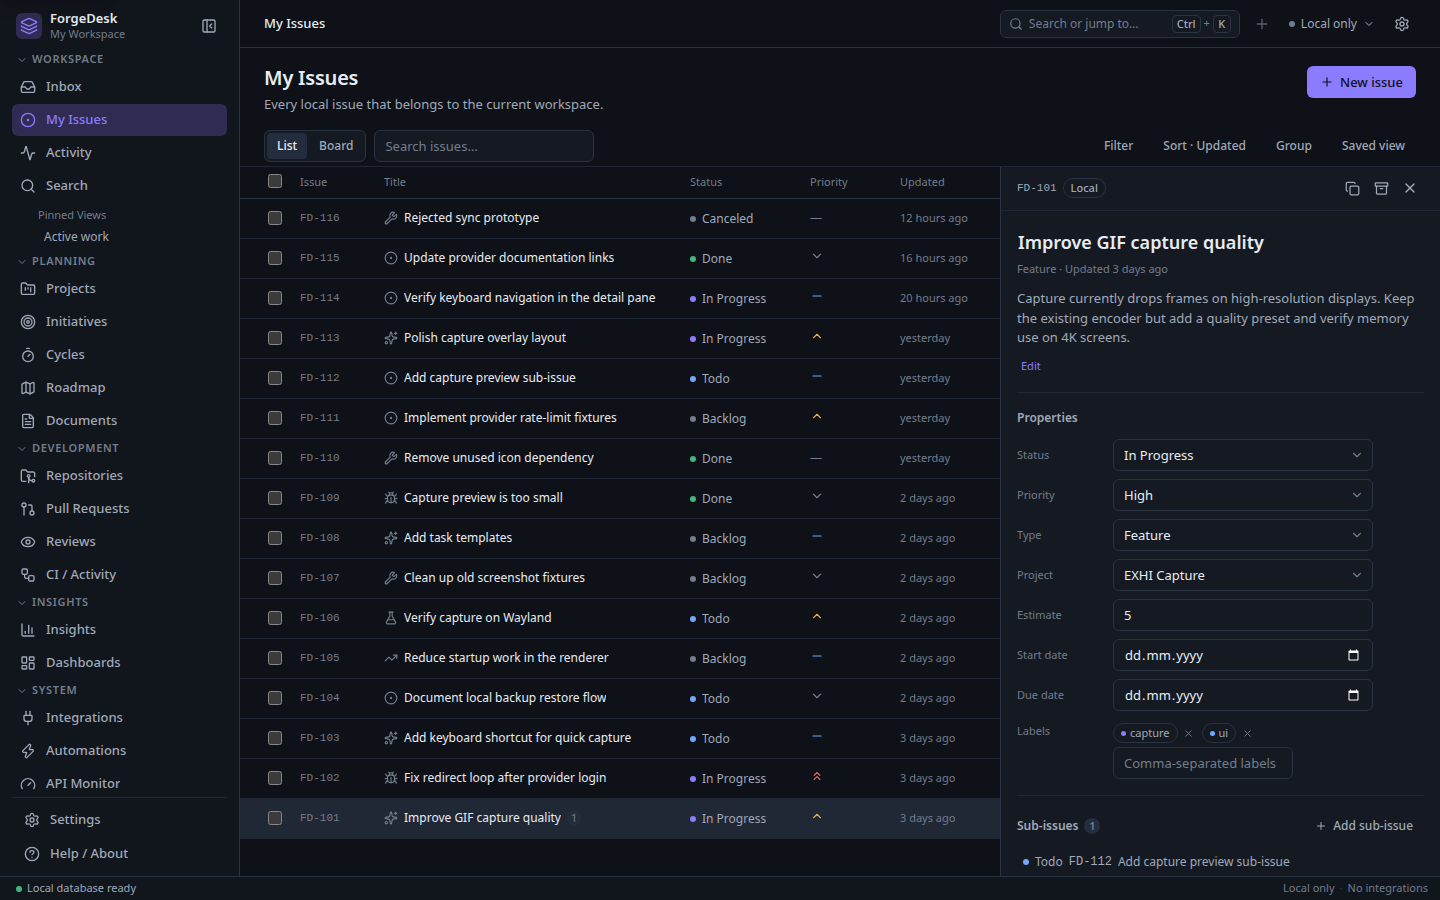 ForgeDesk
My Workspace
WORKSPACE
Inbox
My Issues
Activity
Search
Pinned Views
Active work
PLANNING
Projects
Initiatives
Cycles
Roadmap
Documents
DEVELOPMENT
Repositories
Pull Requests
Reviews
CI / Activity
INSIGHTS
Insights
Dashboards
SYSTEM
Integrations
Automations
API Monitor
Settings
Help / About
My Issues
Search or jump to... Ctrl + K
Local only
My Issues
Every local issue that belongs to the current workspace.
New issue
List Board Search issues...
Filter Sort · Updated Group Saved view
Issue Title Status Priority Updated
FD-116 Rejected sync prototype Canceled — 12 hours ago
FD-115 Update provider documentation links Done 16 hours ago
FD-114 Verify keyboard navigation in the detail pane In Progress 20 hours ago
FD-113 Polish capture overlay layout In Progress yesterday
FD-112 Add capture preview sub-issue Todo yesterday
FD-111 Implement provider rate-limit fixtures Backlog yesterday
FD-110 Remove unused icon dependency Done — yesterday
FD-109 Capture preview is too small Done 2 days ago
FD-108 Add task templates Backlog 2 days ago
FD-107 Clean up old screenshot fixtures Backlog 2 days ago
FD-106 Verify capture on Wayland Todo 2 days ago
FD-105 Reduce startup work in the renderer Backlog 2 days ago
FD-104 Document local backup restore flow Todo 2 days ago
FD-103 Add keyboard shortcut for quick capture Todo 3 days ago
FD-102 Fix redirect loop after provider login In Progress 3 days ago
FD-101 Improve GIF capture quality 1 In Progress 3 days ago
FD-101 Local
Improve GIF capture quality
Feature · Updated 3 days ago
Capture currently drops frames on high-resolution displays. Keep
the existing encoder but add a quality preset and verify memory
use on 4K screens.
Edit
Properties
Status In Progress
Priority High
Type Feature
Project EXHI Capture
Estimate 5
Start date dd.mm.yyyy
Due date dd.mm.yyyy
Labels capture ui
Comma-separated labels
Sub-issues 1 Add sub-issue
Todo FD-112 Add capture preview sub-issue
Local database ready
Local only · No integrations